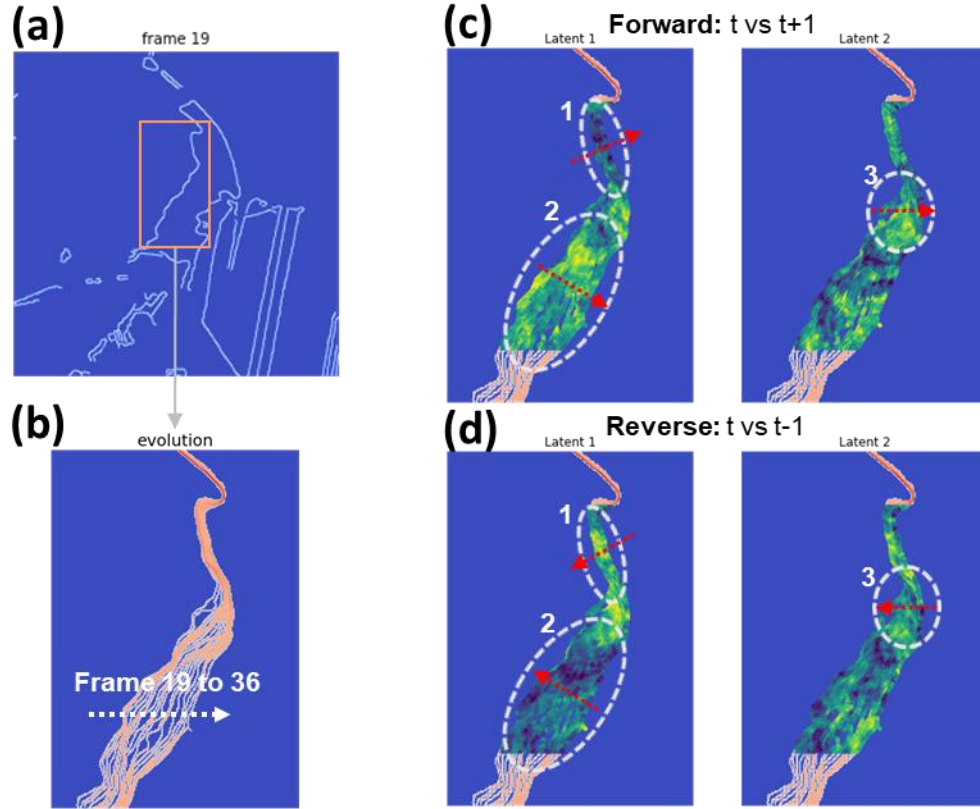 (a)
frame 19
(b)
evolution
Frame 19 to 36
(c)
Forward: t vs t+1
Latent 1
Latent 2
1
2
3
(d)
Reverse: t vs t-1
Latent 1
Latent 2
1
2
3